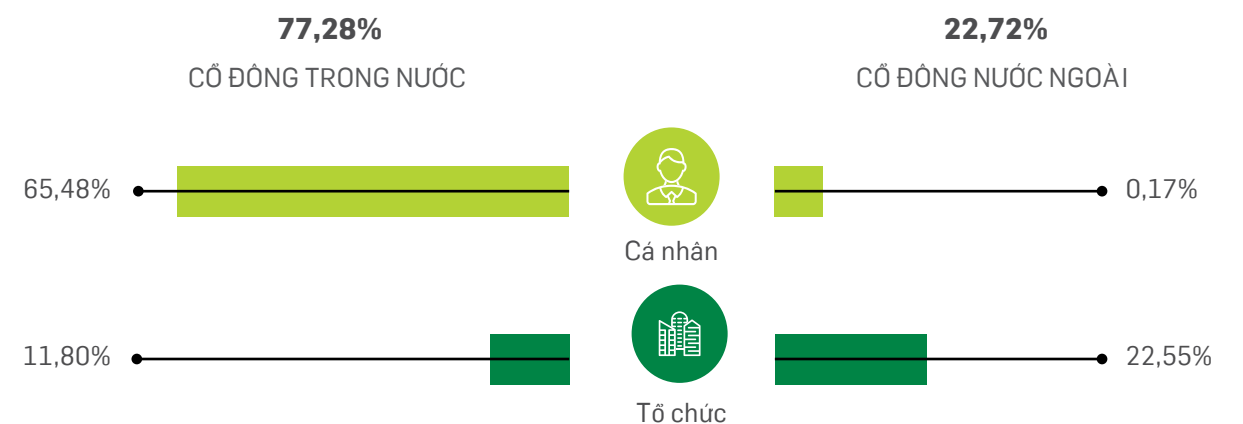 77,28%
CỔ ĐÔNG TRONG NƯỚC
22,72%
CỔ ĐÔNG NƯỚC NGOÀI
65,48%
Cá nhân
0,17%
11,80%
Tổ chức
22,55%